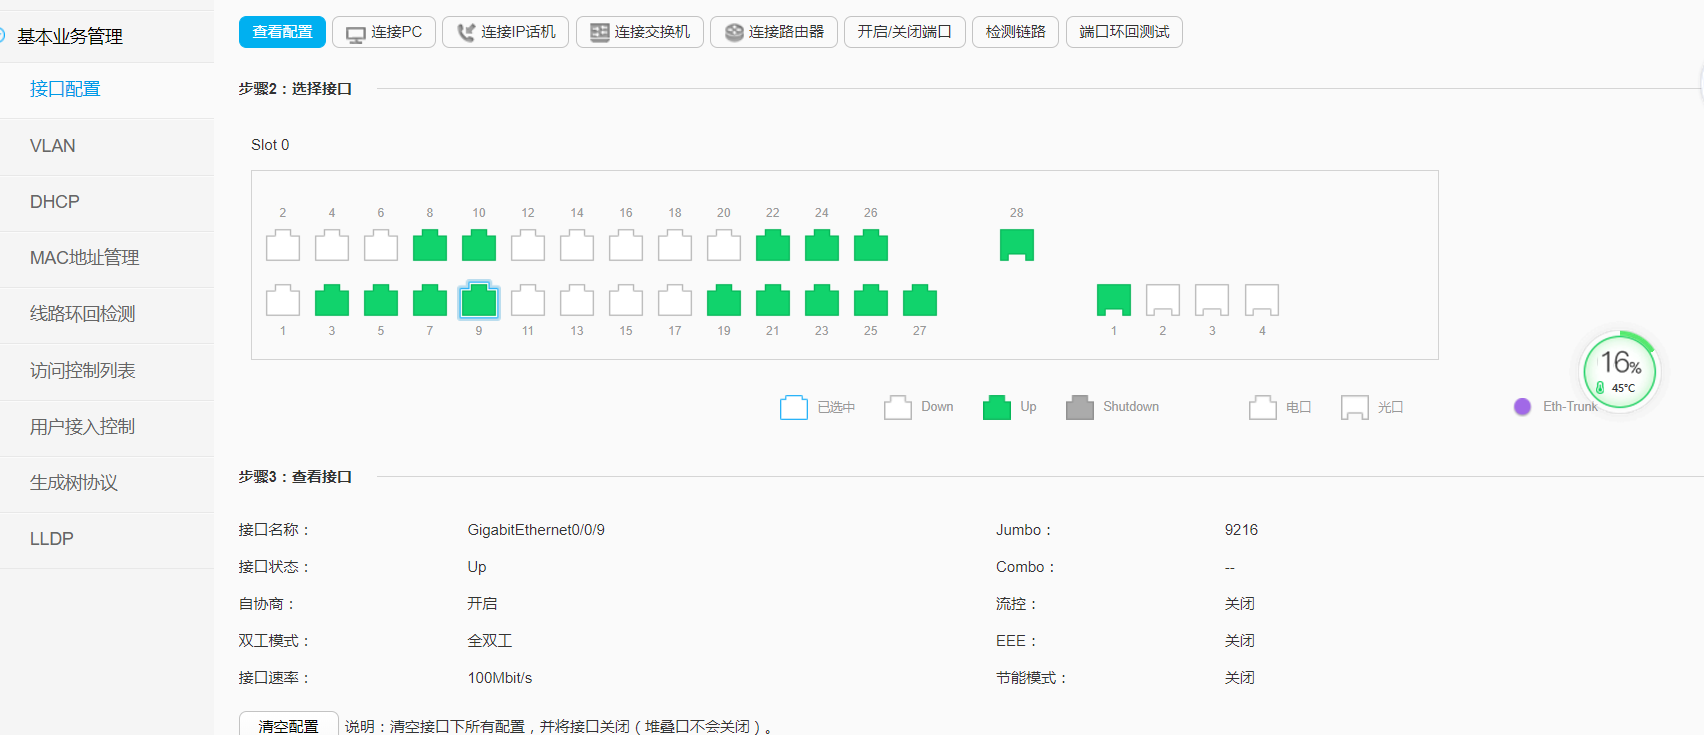 基本业务管理
接口配置
VLAN
DHCP
MAC地址管理
线路环回检测
访问控制列表
用户接入控制
生成树协议
LLDP
查看配置 连接PC 连接IP话机 连接交换机 连接路由器 开启/关闭端口 检测链路 端口环回测试
步骤2：选择接口
Slot 0
2 4 6 8 10 12 14 16 18 20 22 24 26 28
1 3 5 7 9 11 13 15 17 19 21 23 25 27 1 2 3 4
16%
45°C
已选中 Down Up Shutdown 电口 光口 Eth-Trunk
步骤3：查看接口
接口名称： GigabitEthernet0/0/9 Jumbo： 9216
接口状态： Up Combo： --
自协商： 开启 流控： 关闭
双工模式： 全双工 EEE： 关闭
接口速率： 100Mbit/s 节能模式： 关闭
清空配置 说明：清空接口下所有配置，并将接口关闭（堆叠口不会关闭）。